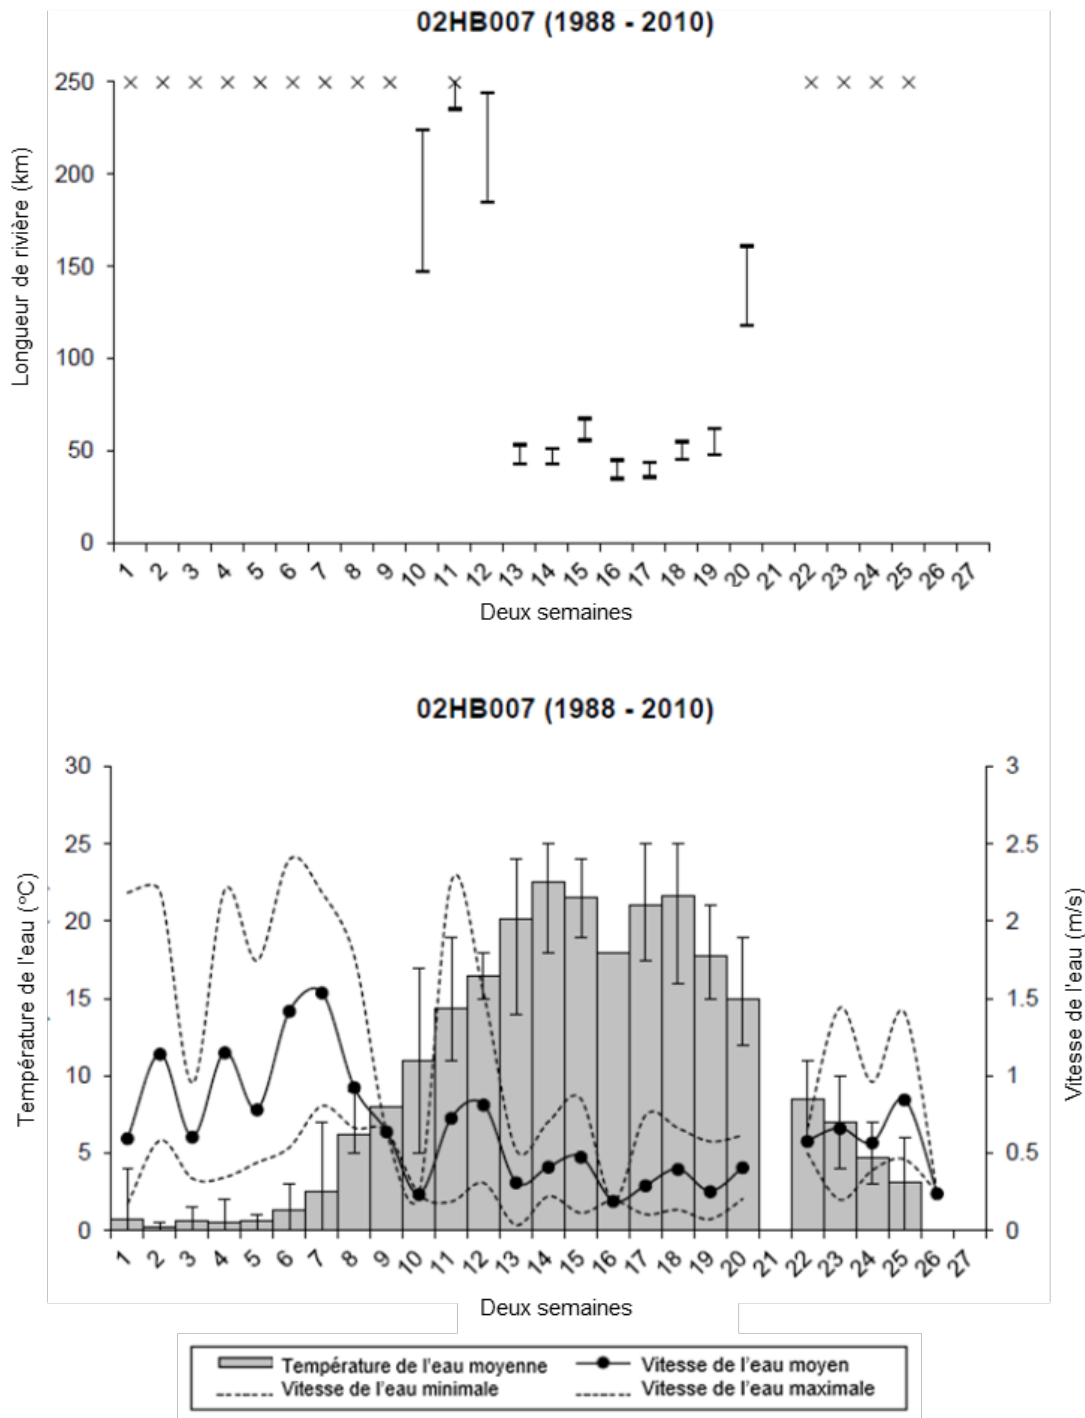 02HB007 (1988 - 2010)
Longueur de rivière (km)
250
200
150
100
50
0
1 2 3 4 5 6 7 8 9 10 11 12 13 14 15 16 17 18 19 20 21 22 23 24 25 26 27
Deux semaines
02HB007 (1988 - 2010)
Température de l'eau (°C)
30
25
20
15
10
5
0
3
2.5
2
1.5
1
0.5
0
Vitesse de l'eau (m/s)
1 2 3 4 5 6 7 8 9 10 11 12 13 14 15 16 17 18 19 20 21 22 23 24 25 26 27
Deux semaines
Température de l'eau moyenne
Vitesse de l'eau moyen
Vitesse de l'eau minimale
Vitesse de l'eau maximale